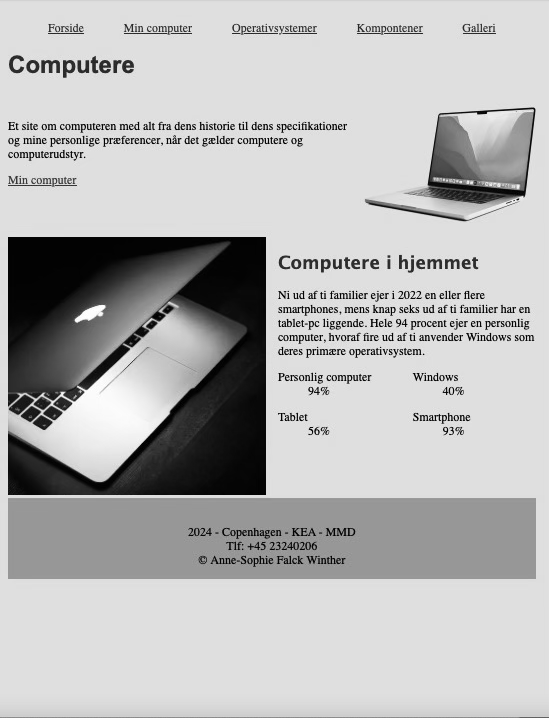 Forside Min computer Operativsystemer Kompontener Galleri
Computere
Et site om computeren med alt fra dens historie til dens specifikationer
og mine personlige præferencer, når det gælder computere og
computerudstyr.
Min computer
Computere i hjemmet
Ni ud af ti familier ejer i 2022 en eller flere
smartphones, mens knap seks ud af ti familier har en
tablet-pc liggende. Hele 94 procent ejer en personlig
computer, hvoraf fire ud af ti anvender Windows som
deres primære operativsystem.
Personlig computer Windows
94% 40%
Tablet Smartphone
56% 93%
2024 - Copenhagen - KEA - MMD
Tlf: +45 23240206
© Anne-Sophie Falck Winther